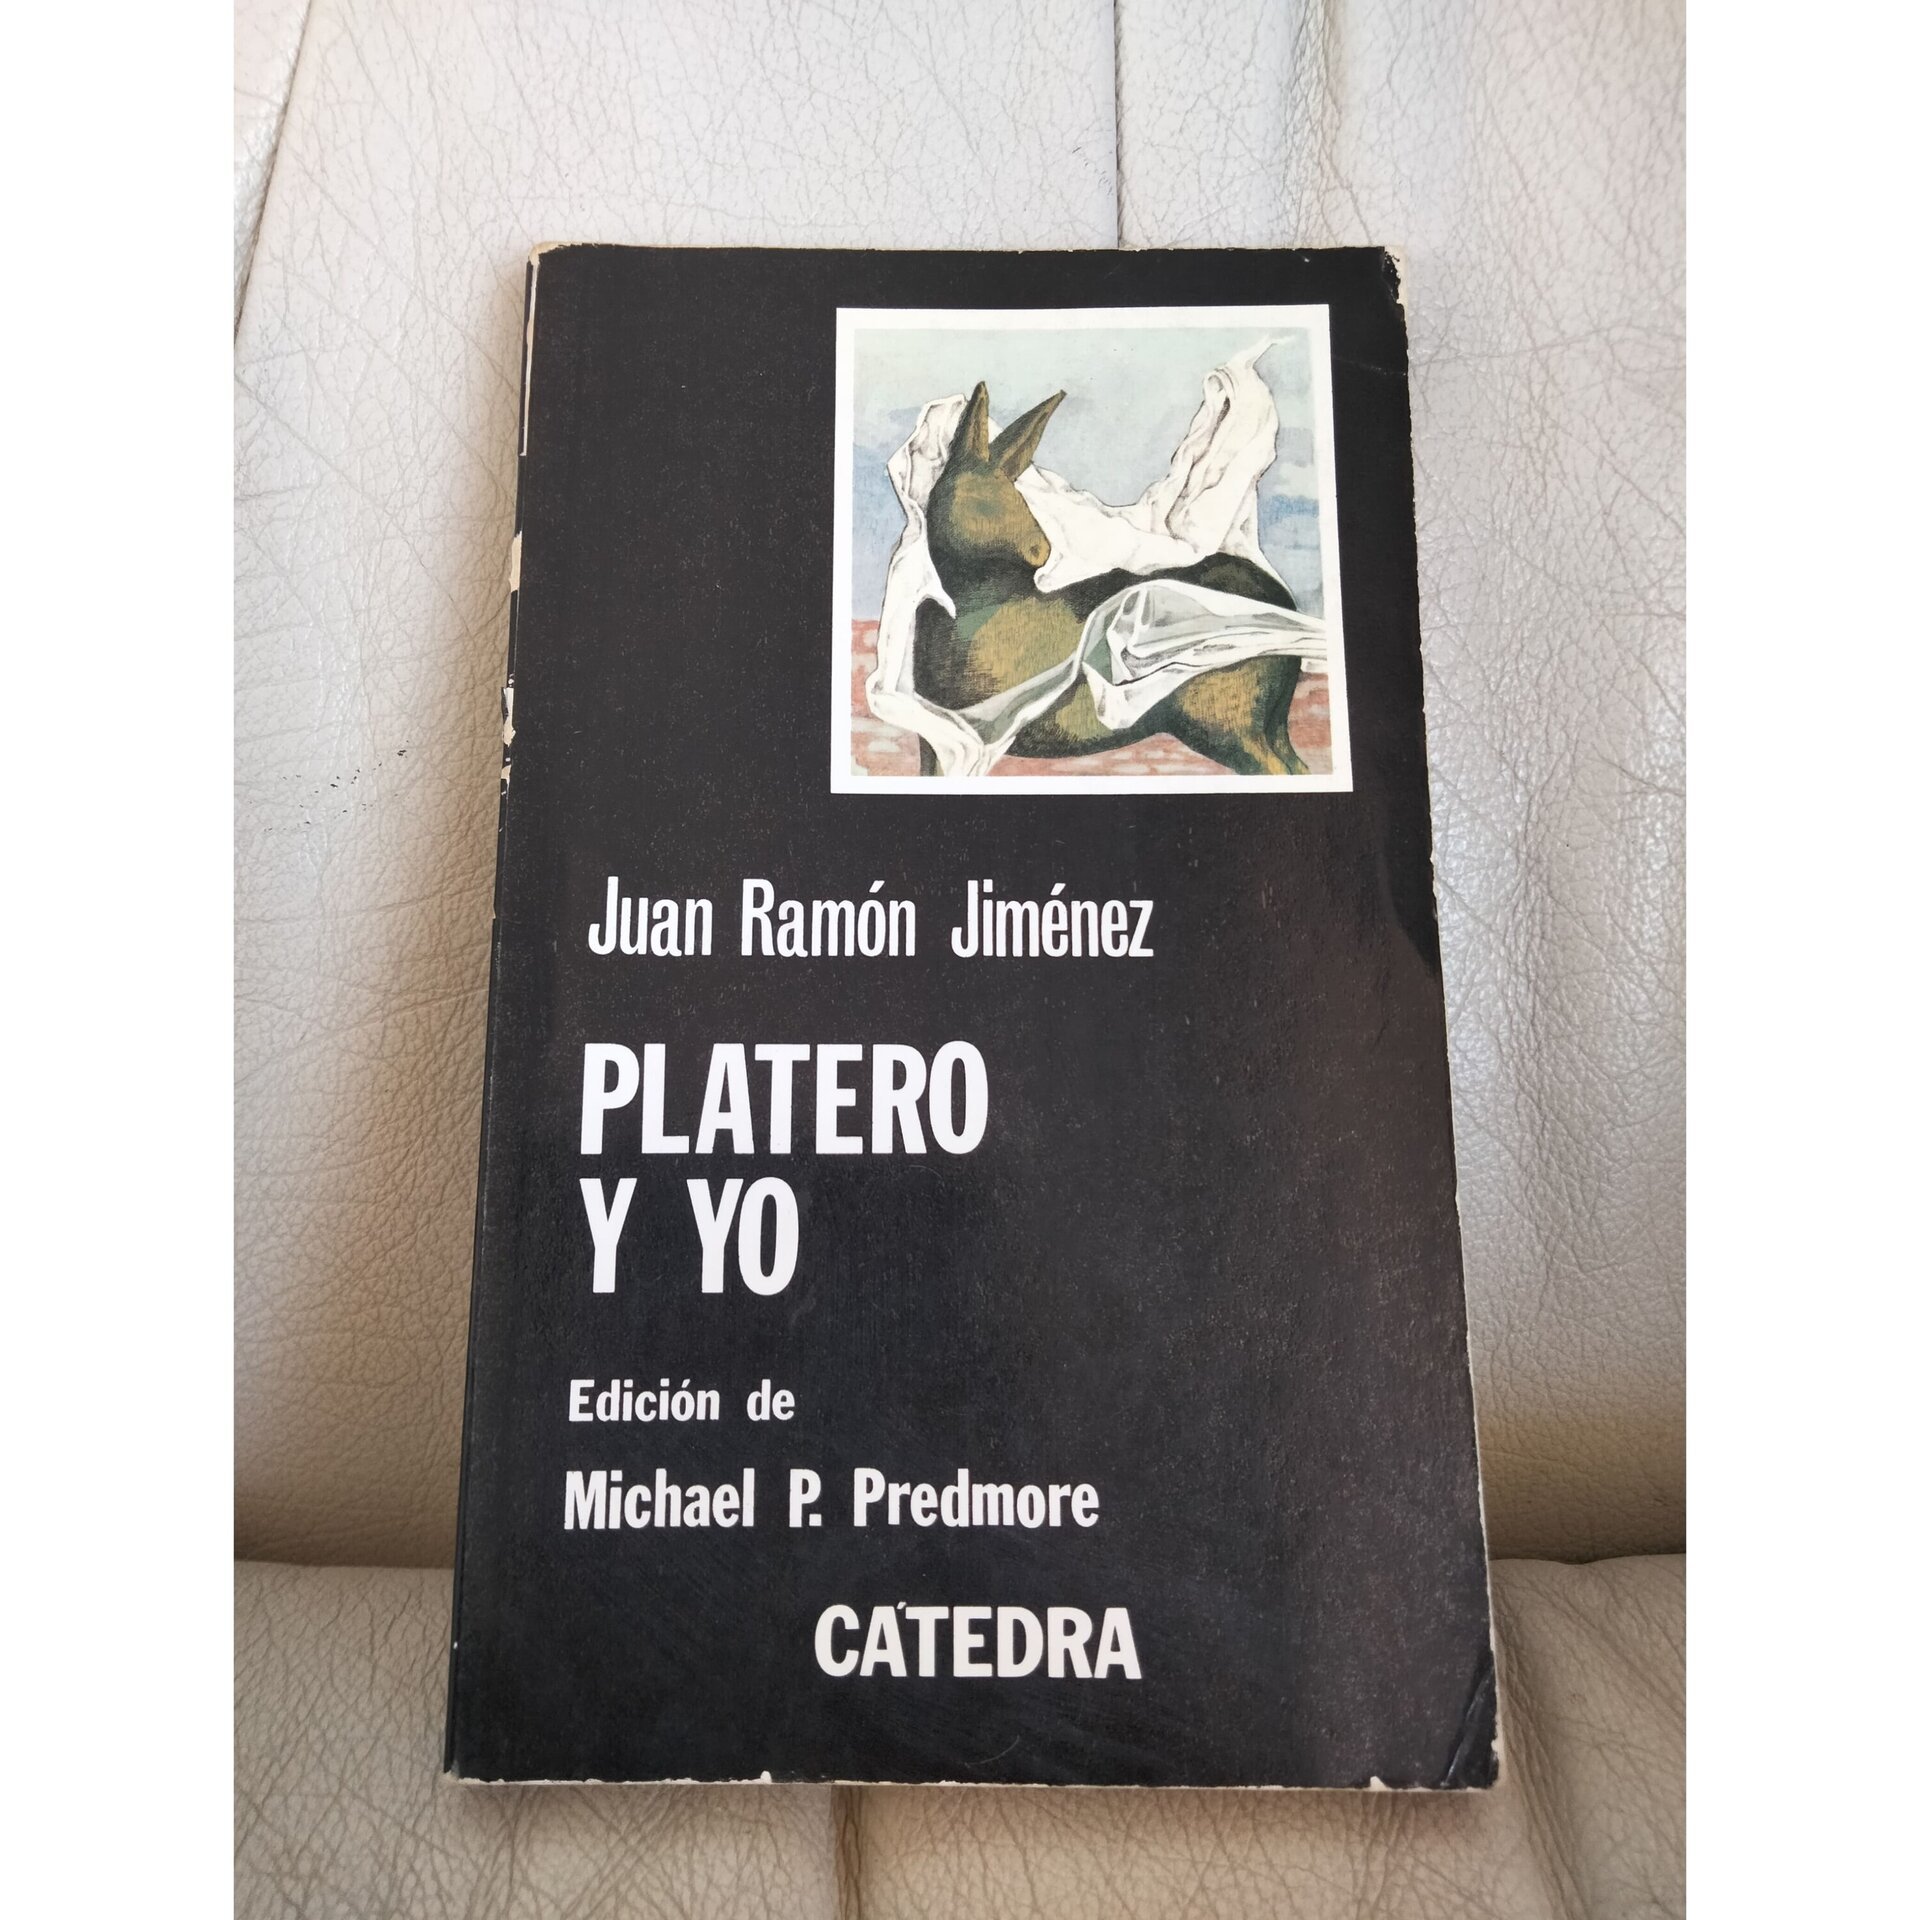 Juan Ramón Jiménez
PLATERO
Y YO
Edición de
Michael P. Predmore
CÁTEDRA